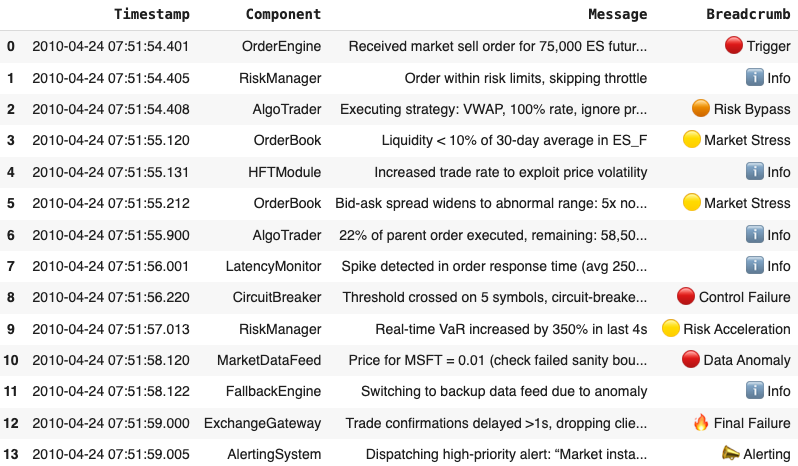 Timestamp Component Message Breadcrumb
0 2010-04-24 07:51:54.401 OrderEngine Received market sell order for 75,000 ES futur... 🔴 Trigger
1 2010-04-24 07:51:54.405 RiskManager Order within risk limits, skipping throttle ℹ️ Info
2 2010-04-24 07:51:54.408 AlgoTrader Executing strategy: VWAP, 100% rate, ignore pr... 🟠 Risk Bypass
3 2010-04-24 07:51:55.120 OrderBook Liquidity < 10% of 30-day average in ES_F 🟡 Market Stress
4 2010-04-24 07:51:55.131 HFTModule Increased trade rate to exploit price volatility ℹ️ Info
5 2010-04-24 07:51:55.212 OrderBook Bid-ask spread widens to abnormal range: 5x no... 🟡 Market Stress
6 2010-04-24 07:51:55.900 AlgoTrader 22% of parent order executed, remaining: 58,50... ℹ️ Info
7 2010-04-24 07:51:56.001 LatencyMonitor Spike detected in order response time (avg 250... ℹ️ Info
8 2010-04-24 07:51:56.220 CircuitBreaker Threshold crossed on 5 symbols, circuit-breake... 🔴 Control Failure
9 2010-04-24 07:51:57.013 RiskManager Real-time VaR increased by 350% in last 4s 🟡 Risk Acceleration
10 2010-04-24 07:51:58.120 MarketDataFeed Price for MSFT = 0.01 (check failed sanity bou... 🔴 Data Anomaly
11 2010-04-24 07:51:58.122 FallbackEngine Switching to backup data feed due to anomaly ℹ️ Info
12 2010-04-24 07:51:59.000 ExchangeGateway Trade confirmations delayed >1s, dropping clie... 🔥 Final Failure
13 2010-04-24 07:51:59.005 AlertingSystem Dispatching high-priority alert: “Market insta... 📣 Alerting